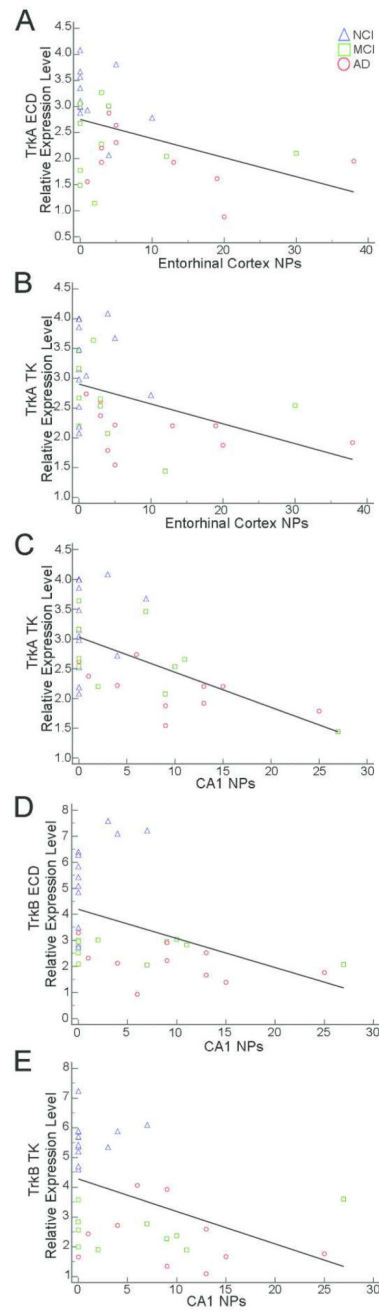 A
NCI
MCI
AD
TrkA ECD
Relative Expression Level
4.5
4.0
3.5
3.0
2.5
2.0
1.5
1.0
0.5
0 10 20 30 40
Entorhinal Cortex NPs
B
TrkA TK
Relative Expression Level
4.5
4.0
3.5
3.0
2.5
2.0
1.5
1.0
0 10 20 30 40
Entorhinal Cortex NPs
C
TrkA TK
Relative Expression Level
4.5
4.0
3.5
3.0
2.5
2.0
1.5
1.0
0 5 10 15 20 25 30
CA1 NPs
D
TrkB ECD
Relative Expression Level
8
7
6
5
4
3
2
1
0
0 5 10 15 20 25 30
CA1 NPs
E
TrkB TK
Relative Expression Level
8
7
6
5
4
3
2
1
0 5 10 15 20 25 30
CA1 NPs